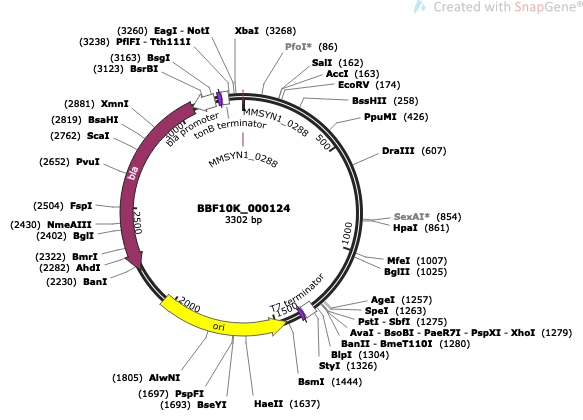 Created with SnapGene®
(3260) EagI - NotI
XbaI (3268)
(3238) PflFI - Tth111I
PfoI* (86)
(3163) BsgI
SalI (162)
(3123) BsrBI
AccI (163)
EcoRV (174)
(2881) XmnI
BssHII (258)
(2819) BsaHI
PpuMI (426)
(2762) ScaI
(2652) PvuI
DraIII (607)
(2504) FspI
SexAI* (854)
(2430) NmeAIII
HpaI (861)
(2402) BglI
(2322) BmrI
MfeI (1007)
(2282) AhdI
BglII (1025)
(2230) BanI
AgeI (1257)
SpeI (1263)
PstI - SbfI (1275)
AvaI - BsoBI - PaeR7I - PspXI - XhoI (1279)
BanII - BmeT110I (1280)
BlpI (1304)
StyI (1326)
BsmI (1444)
(1805) AlwNI
(1697) PspFI
(1693) BseYI
HaeII (1637)
bla promoter
tonB terminator
MMSYN1_0288
MMSYN1_0288
BBF10K_000124
3302 bp
bla
ori
T7 terminator
500
1000
1500
2000
2500
3000